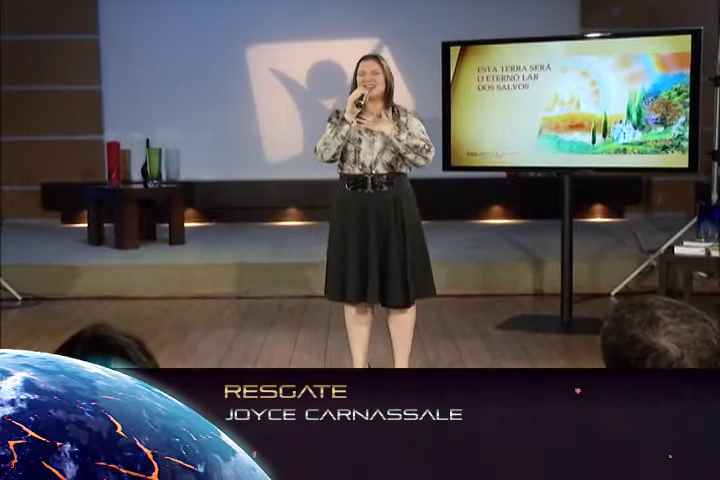 ESTA TERRA SERÁ
O ETERNO LAR
DOS SALVOS
RESGATE
JOYCE CARNASSALE